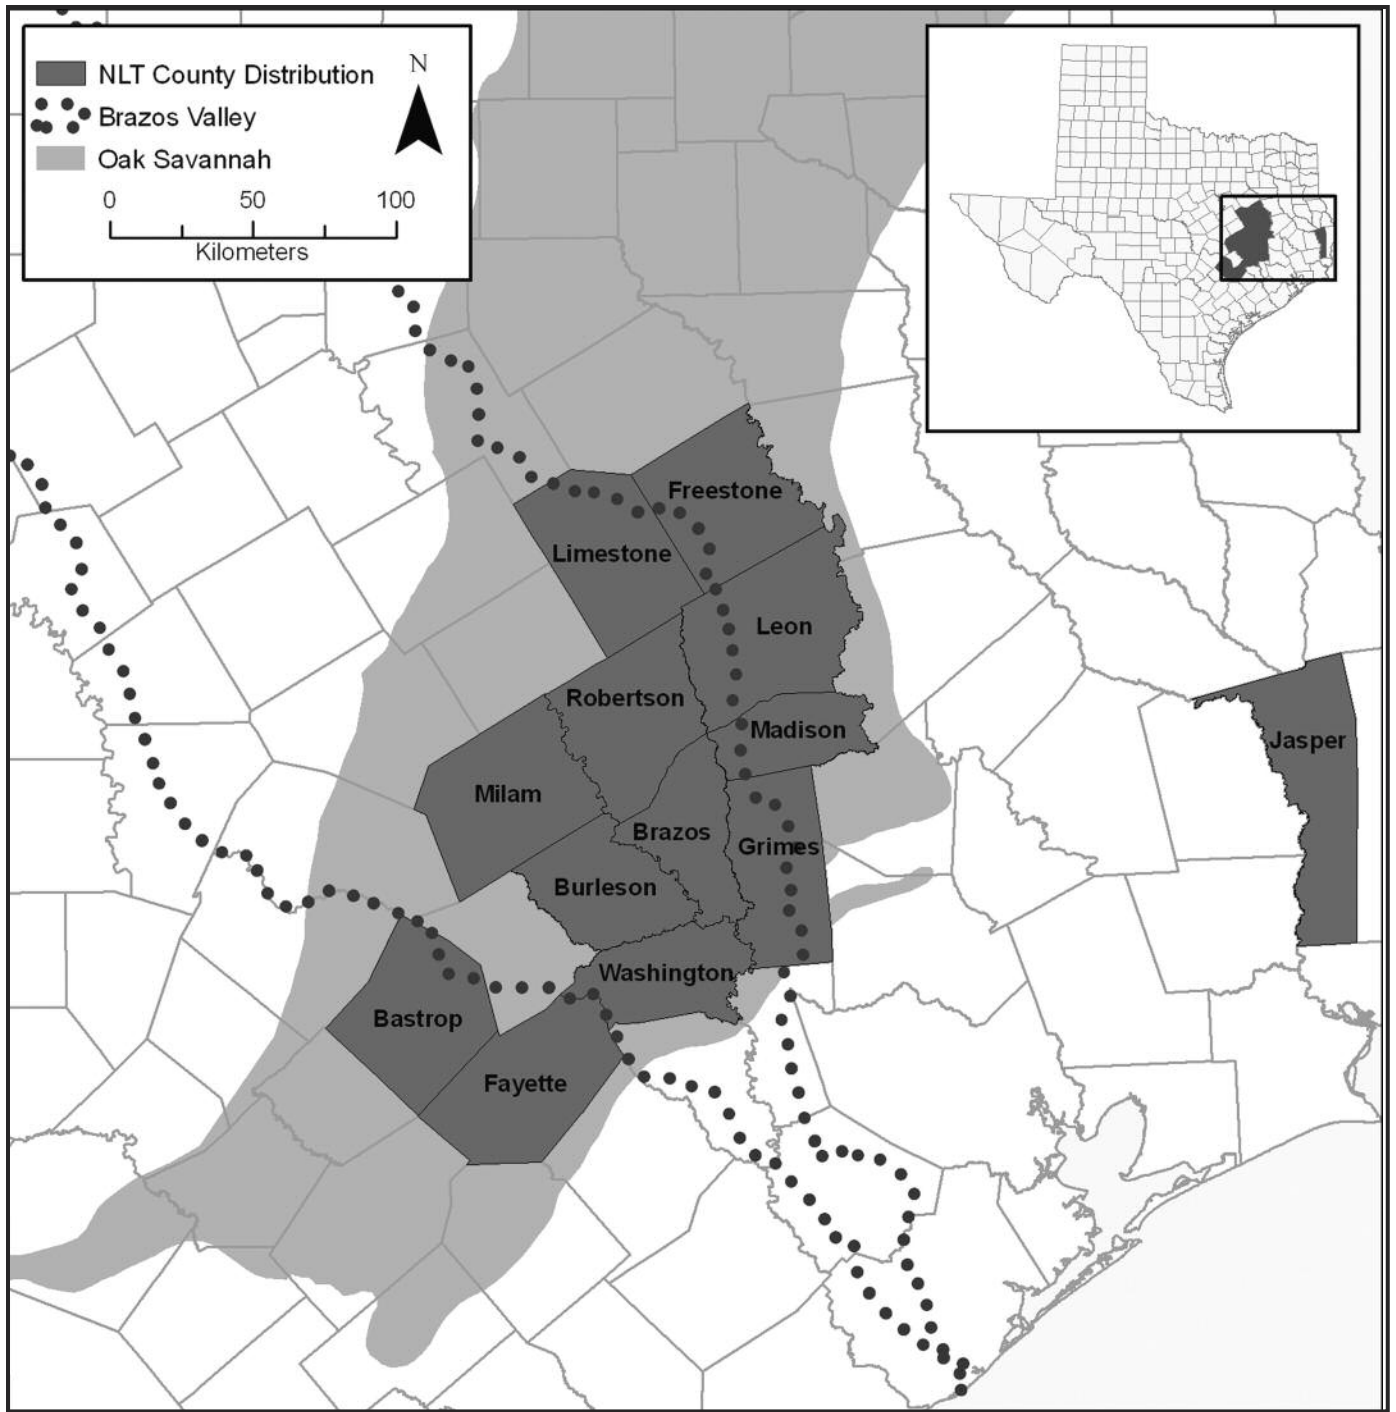 N
NLT County Distribution
Brazos Valley
Oak Savannah
0 50 100
Kilometers
Freestone
Limestone
Leon
Robertson
Madison
Jasper
Milam
Brazos
Grimes
Burleson
Washington
Bastrop
Fayette